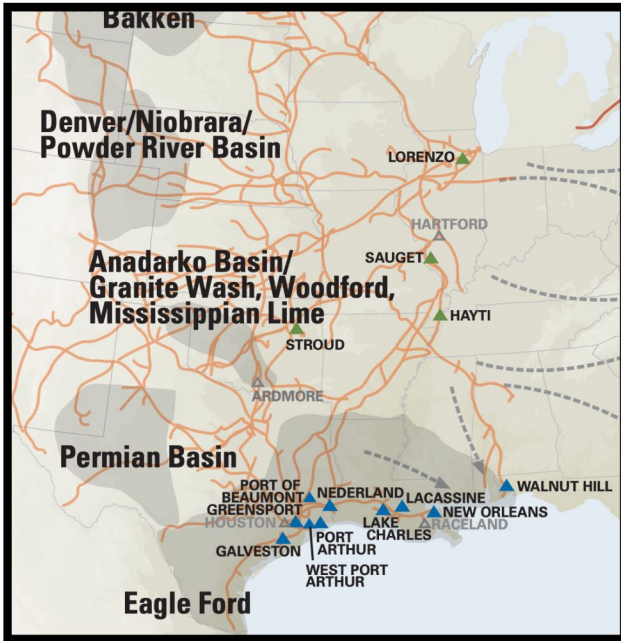 Bakken
Denver/Niobrara/
Powder River Basin
LORENZO
HARTFORD
SAUGET
Anadarko Basin/
Granite Wash, Woodford,
Mississippian Lime
HAYTI
STROUD
ARDMORE
Permian Basin
PORT OF
BEAUMONT
NEDERLAND
LACASSINE
WALNUT HILL
GREENSPORT
HOUSTON
NEW ORLEANS
LAKE
CHARLES
RACELAND
GALVESTON
PORT
ARTHUR
WEST PORT
ARTHUR
Eagle Ford